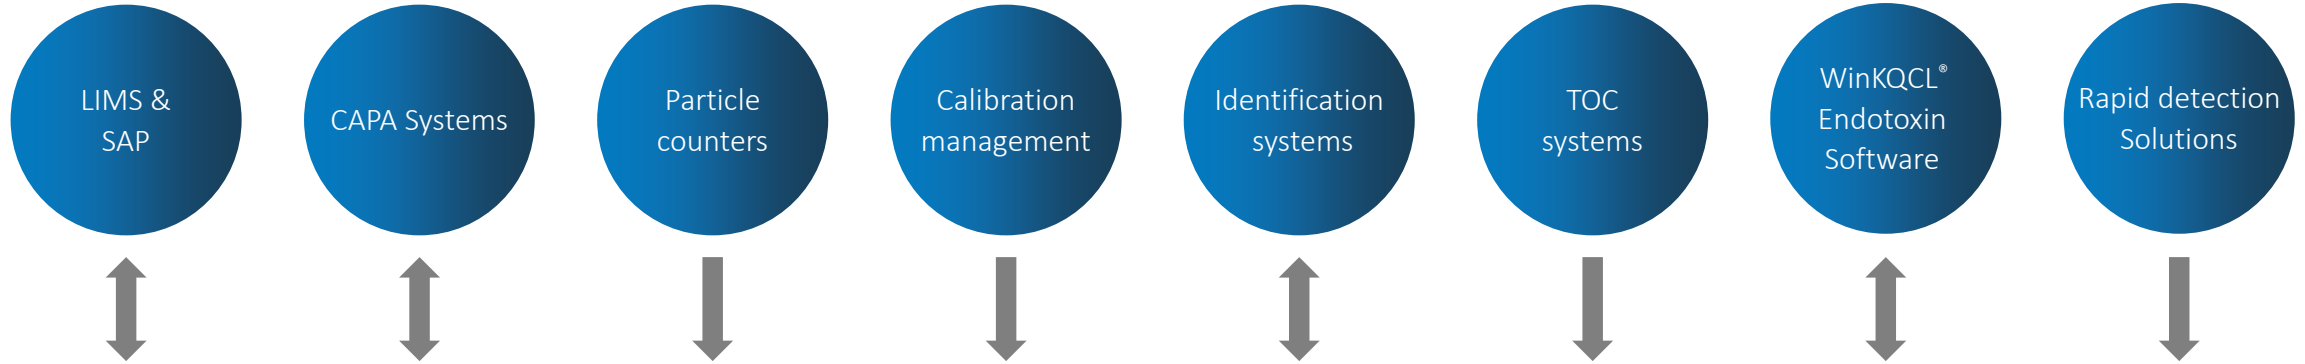 LIMS &
SAP
CAPA Systems
Particle
counters
Calibration
management
Identification
systems
TOC
systems
WinKQCL®
Endotoxin
Software
Rapid detection
Solutions